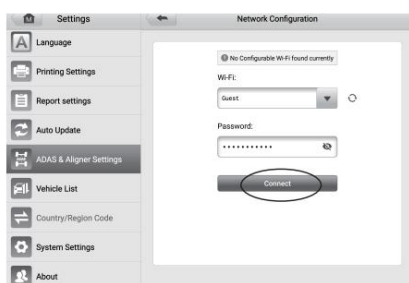 Settings
Network Configuration
A Language
Printing Settings
Report settings
Auto Update
ADAS & Aligner Settings
Vehicle List
Country/Region Code
System Settings
About
No Configurable Wi-Fi found currently
Wi-Fi:
Guest
Password:
•••••••••••
Connect